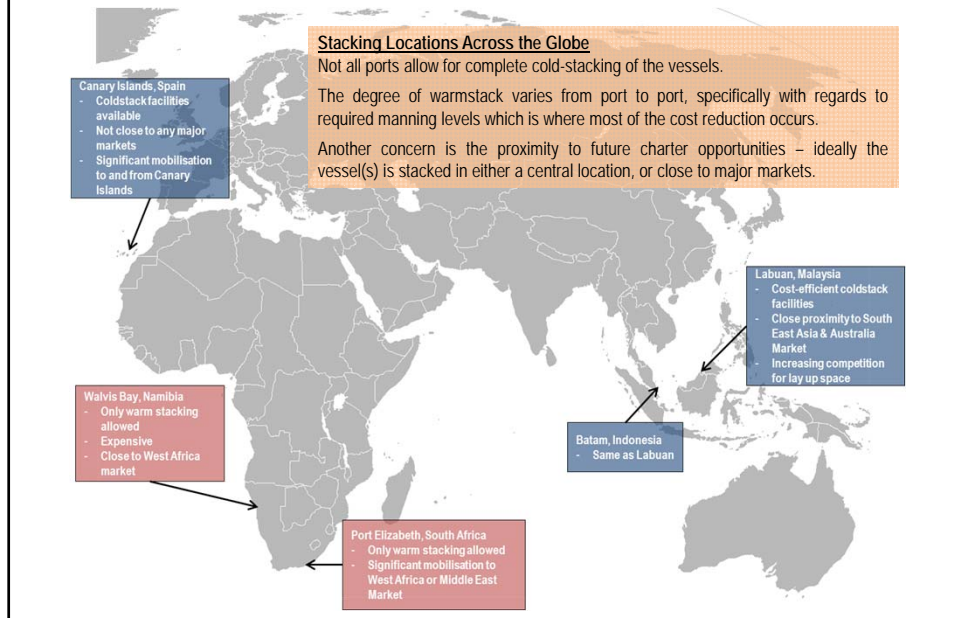 Stacking Locations Across the Globe
Not all ports allow for complete cold-stacking of the vessels.
The degree of warmstack varies from port to port, specifically with regards to
required manning levels which is where most of the cost reduction occurs.
Another concern is the proximity to future charter opportunities – ideally the
vessel(s) is stacked in either a central location, or close to major markets.
Canary Islands, Spain
- Coldstack facilities
available
- Not close to any major
markets
- Significant mobilisation
to and from Canary
Islands
Labuan, Malaysia
- Cost-efficient coldstack
facilities
- Close proximity to South
East Asia & Australia
Market
- Increasing competition
for lay up space
Walvis Bay, Namibia
- Only warm stacking
allowed
- Expensive
- Close to West Africa
market
Batam, Indonesia
- Same as Labuan
Port Elizabeth, South Africa
- Only warm stacking allowed
- Significant mobilisation to
West Africa or Middle East
Market